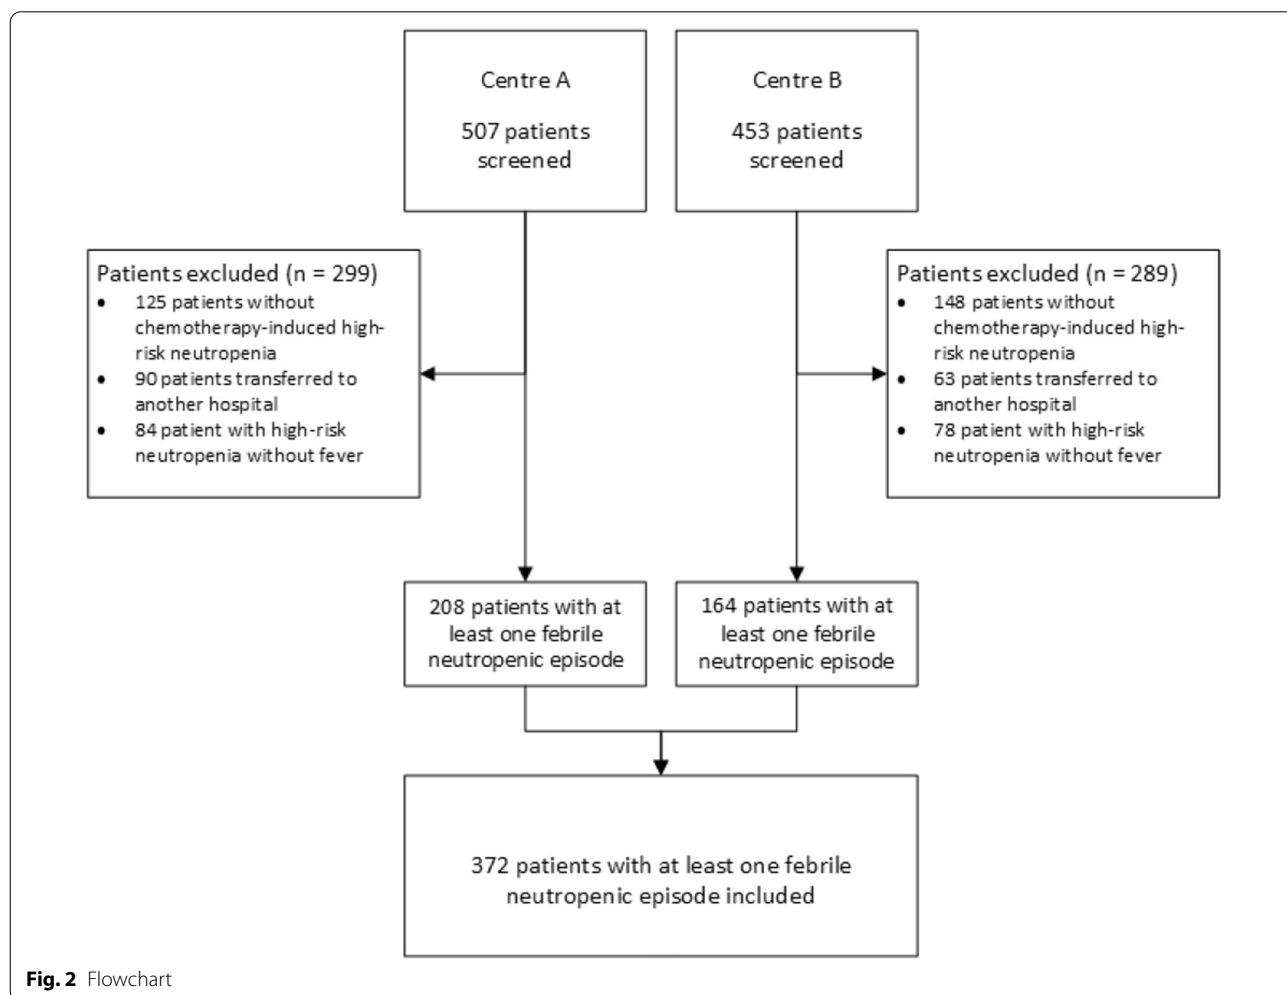 Centre A
507 patients
screened
Centre B
453 patients
screened
Patients excluded (n = 299)
• 125 patients without
chemotherapy-induced high-
risk neutropenia
• 90 patients transferred to
another hospital
• 84 patient with high-risk
neutropenia without fever
Patients excluded (n = 289)
• 148 patients without
chemotherapy-induced high-
risk neutropenia
• 63 patients transferred to
another hospital
• 78 patient with high-risk
neutropenia without fever
208 patients with at
least one febrile
neutropenic episode
164 patients with at
least one febrile
neutropenic episode
372 patients with at least one febrile
neutropenic episode included
Fig. 2 Flowchart